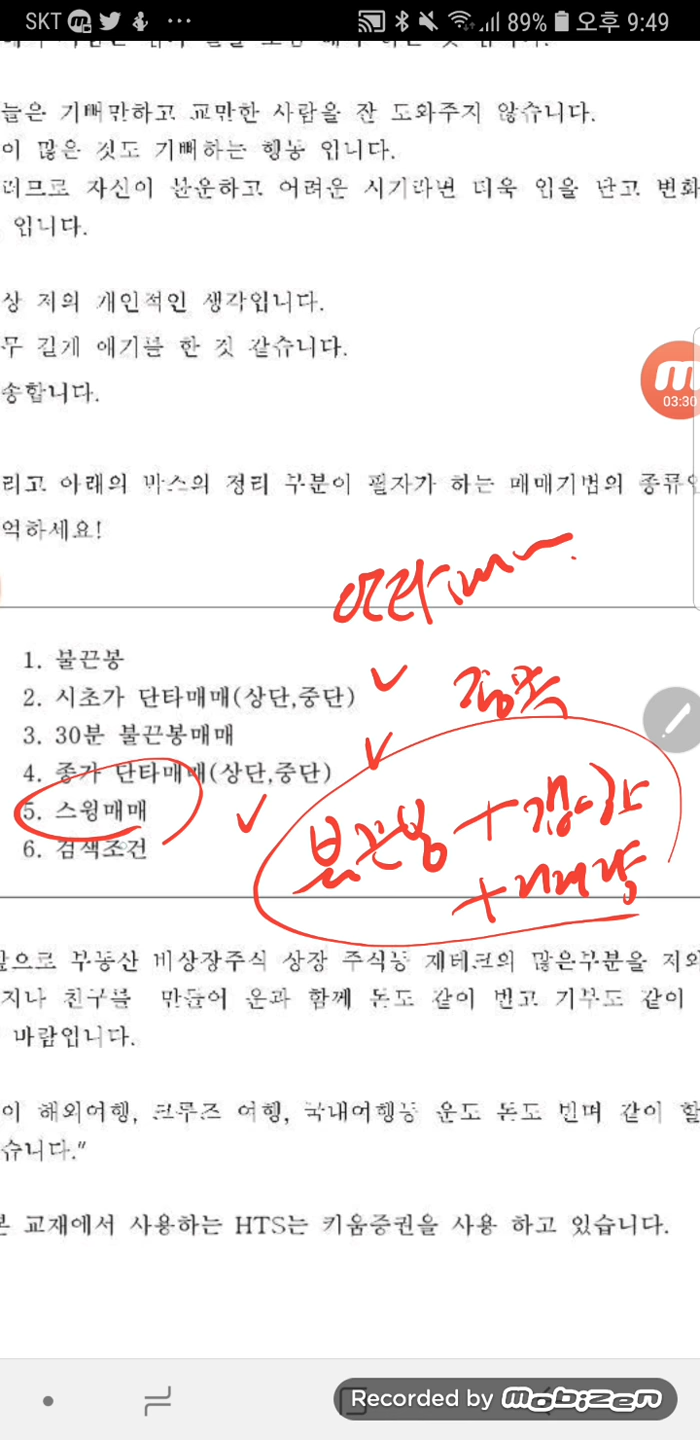 SKT 89% 오후 9:49
늘은 기뻐만하고 교만한 사람을 잔 도와주지 않습니다.
이 많은 것도 기뻐하는 행동 입니다.
러므로 자신이 불운하고 어려운 시기라면 더욱 입을 닫고 변화
입니다.
상 저의 개인적인 생각입니다.
무 길게 얘기를 한 것 같습니다.
송합니다.
03:30
리고 아래의 박스의 정리 부분이 필자가 하는 매매기법의 종류
억하세요!
1. 불끈봉
2. 시초가 단타매매(상단,중단)
종목
3. 30분 불끈봉매매
4. 종가 단타매매(상단,중단)
5. 스윙매매
불끈봉 +
6. 검색조건
+ 거래량
앞으로 부동산 비상장주식 상장 주식등 재테크의 많은부분을 저와
지나 친구를 만들어 운과 함께 돈도 같이 벌고 기부도 같이
바람입니다.
이 해외여행, 크루즈 여행, 국내여행등 운도 돈도 벌며 같이 할
습니다."
본 교재에서 사용하는 HTS는 키움증권을 사용 하고 있습니다.
Recorded by mobizen